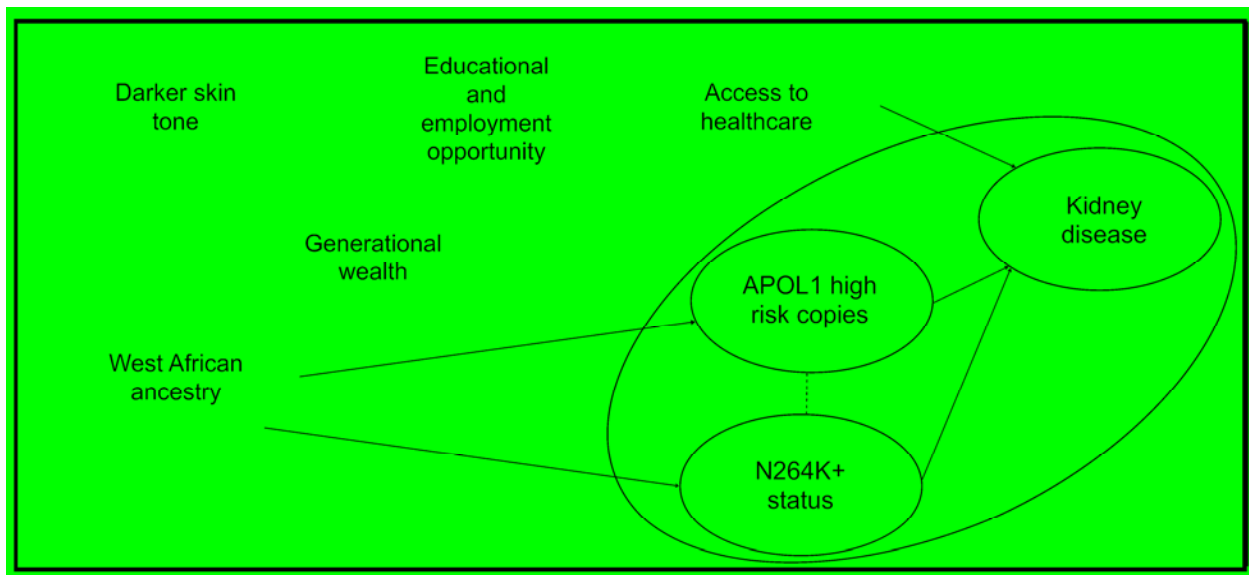 Darker skin
tone
Educational
and
employment
opportunity
Access to
healthcare
Kidney
disease
Generational
wealth
APOL1 high
risk copies
West African
ancestry
N264K+
status